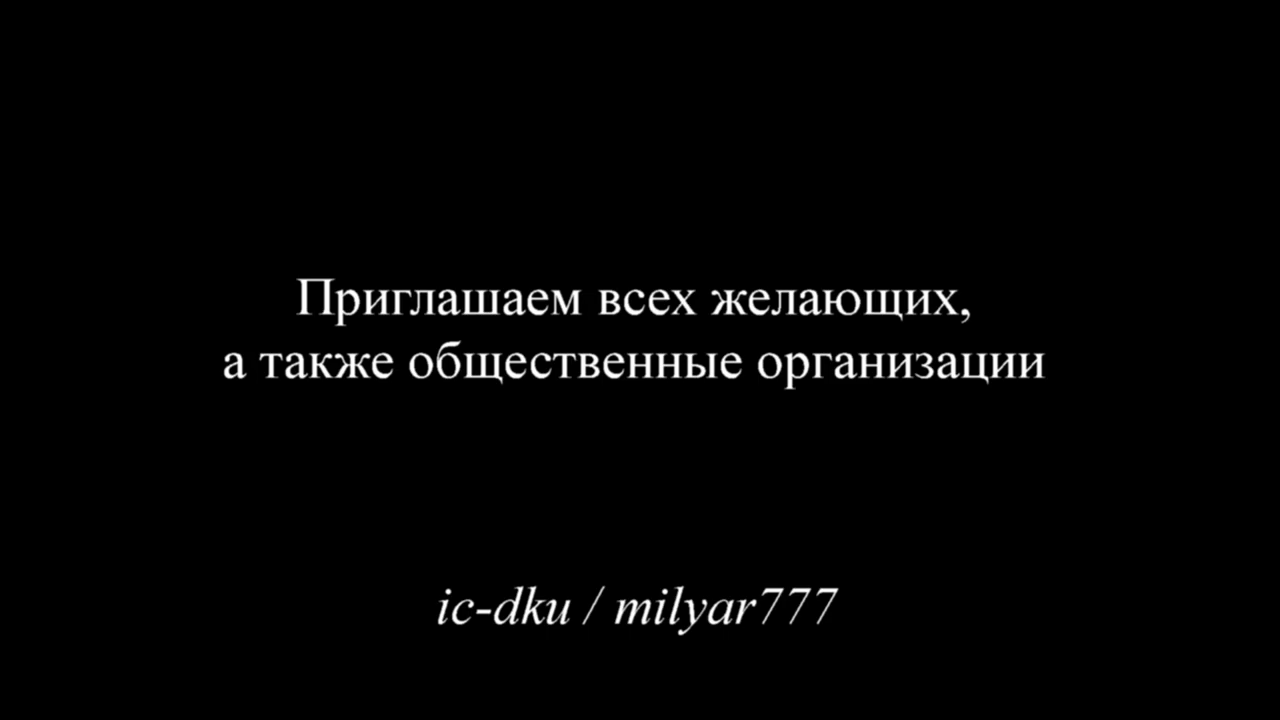 Приглашаем всех желающих,
а также общественные организации
ic-dku / milyar777